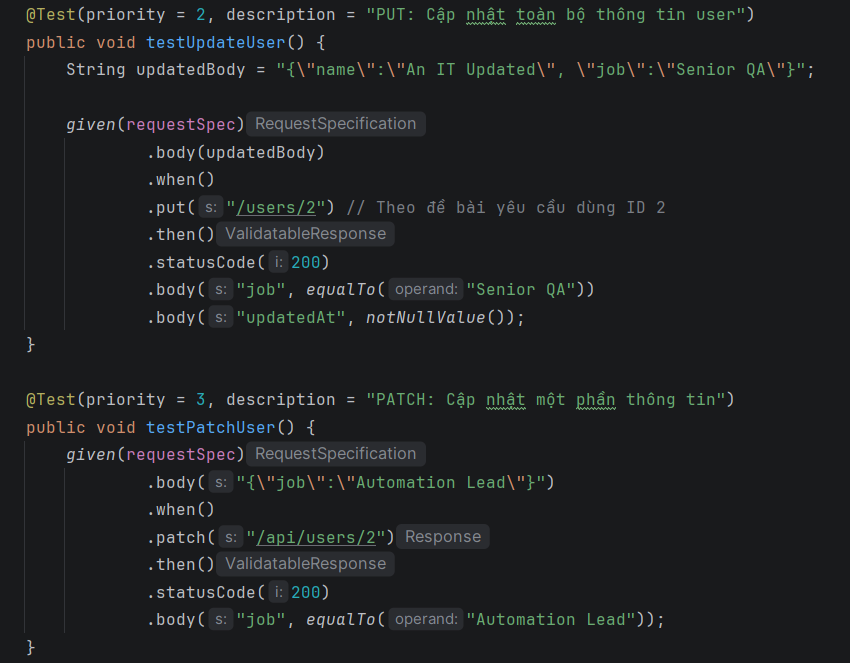 @Test(priority = 2, description = "PUT: Cập nhật toàn bộ thông tin user")
public void testUpdateUser() {
String updatedBody = "{\"name\":\"An IT Updated\", \"job\":\"Senior QA\"}";
given(requestSpec) RequestSpecification
.body(updatedBody)
.when()
.put( s: "/users/2") // Theo đề bài yêu cầu dùng ID 2
.then() ValidatableResponse
.statusCode( i: 200)
.body( s: "job", equalTo( operand: "Senior QA"))
.body( s: "updatedAt", notNullValue());
}
@Test(priority = 3, description = "PATCH: Cập nhật một phần thông tin")
public void testPatchUser() {
given(requestSpec) RequestSpecification
.body( s: "{\"job\":\"Automation Lead\"}")
.when()
.patch( s: "/api/users/2") Response
.then() ValidatableResponse
.statusCode( i: 200)
.body( s: "job", equalTo( operand: "Automation Lead"));
}